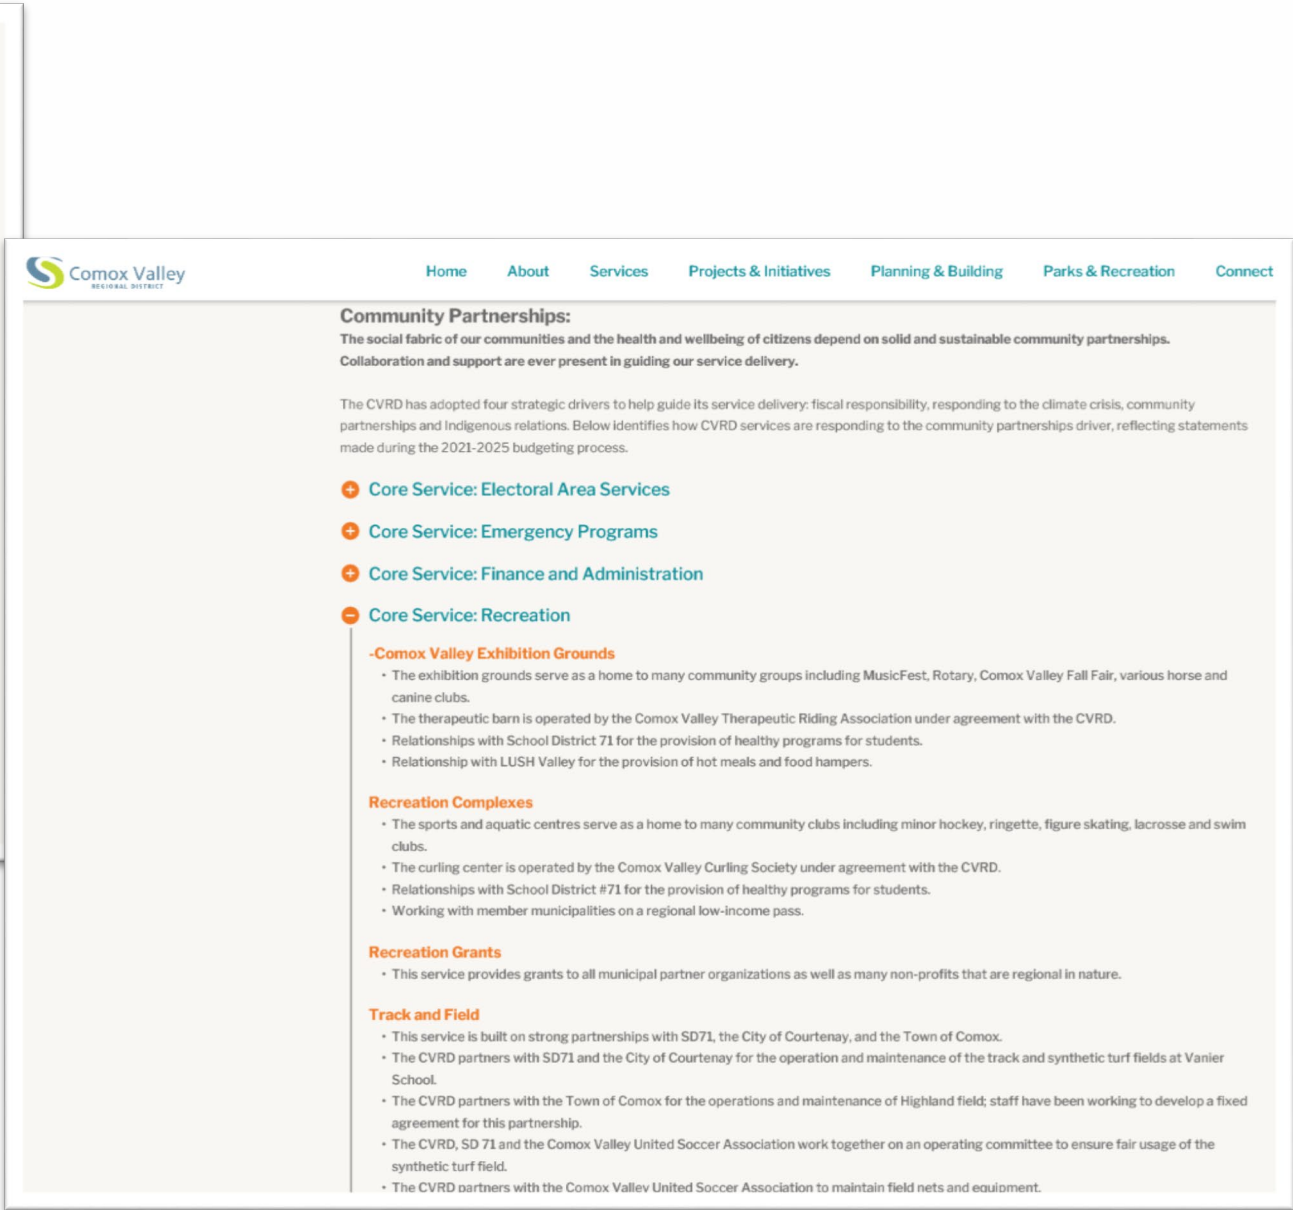 Comox Valley
REGIONAL DISTRICT
Home About Services Projects & Initiatives Planning & Building Parks & Recreation Connect
Community Partnerships:
The social fabric of our communities and the health and wellbeing of citizens depend on solid and sustainable community partnerships.
Collaboration and support are ever present in guiding our service delivery.
The CVRD has adopted four strategic drivers to help guide its service delivery: fiscal responsibility, responding to the climate crisis, community
partnerships and Indigenous relations. Below identifies how CVRD services are responding to the community partnerships driver, reflecting statements
made during the 2021-2025 budgeting process.
+ Core Service: Electoral Area Services
+ Core Service: Emergency Programs
+ Core Service: Finance and Administration
- Core Service: Recreation
-Comox Valley Exhibition Grounds
• The exhibition grounds serve as a home to many community groups including MusicFest, Rotary, Comox Valley Fall Fair, various horse and
canine clubs.
• The therapeutic barn is operated by the Comox Valley Therapeutic Riding Association under agreement with the CVRD.
• Relationships with School District 71 for the provision of healthy programs for students.
• Relationship with LUSH Valley for the provision of hot meals and food hampers.
Recreation Complexes
• The sports and aquatic centres serve as a home to many community clubs including minor hockey, ringette, figure skating, lacrosse and swim
clubs.
• The curling center is operated by the Comox Valley Curling Society under agreement with the CVRD.
• Relationships with School District #71 for the provision of healthy programs for students.
• Working with member municipalities on a regional low-income pass.
Recreation Grants
• This service provides grants to all municipal partner organizations as well as many non-profits that are regional in nature.
Track and Field
• This service is built on strong partnerships with SD71, the City of Courtenay, and the Town of Comox.
• The CVRD partners with SD71 and the City of Courtenay for the operation and maintenance of the track and synthetic turf fields at Vanier
School.
• The CVRD partners with the Town of Comox for the operations and maintenance of Highland field; staff have been working to develop a fixed
agreement for this partnership.
• The CVRD, SD 71 and the Comox Valley United Soccer Association work together on an operating committee to ensure fair usage of the
synthetic turf field.
• The CVRD partners with the Comox Valley United Soccer Association to maintain field nets and equipment.